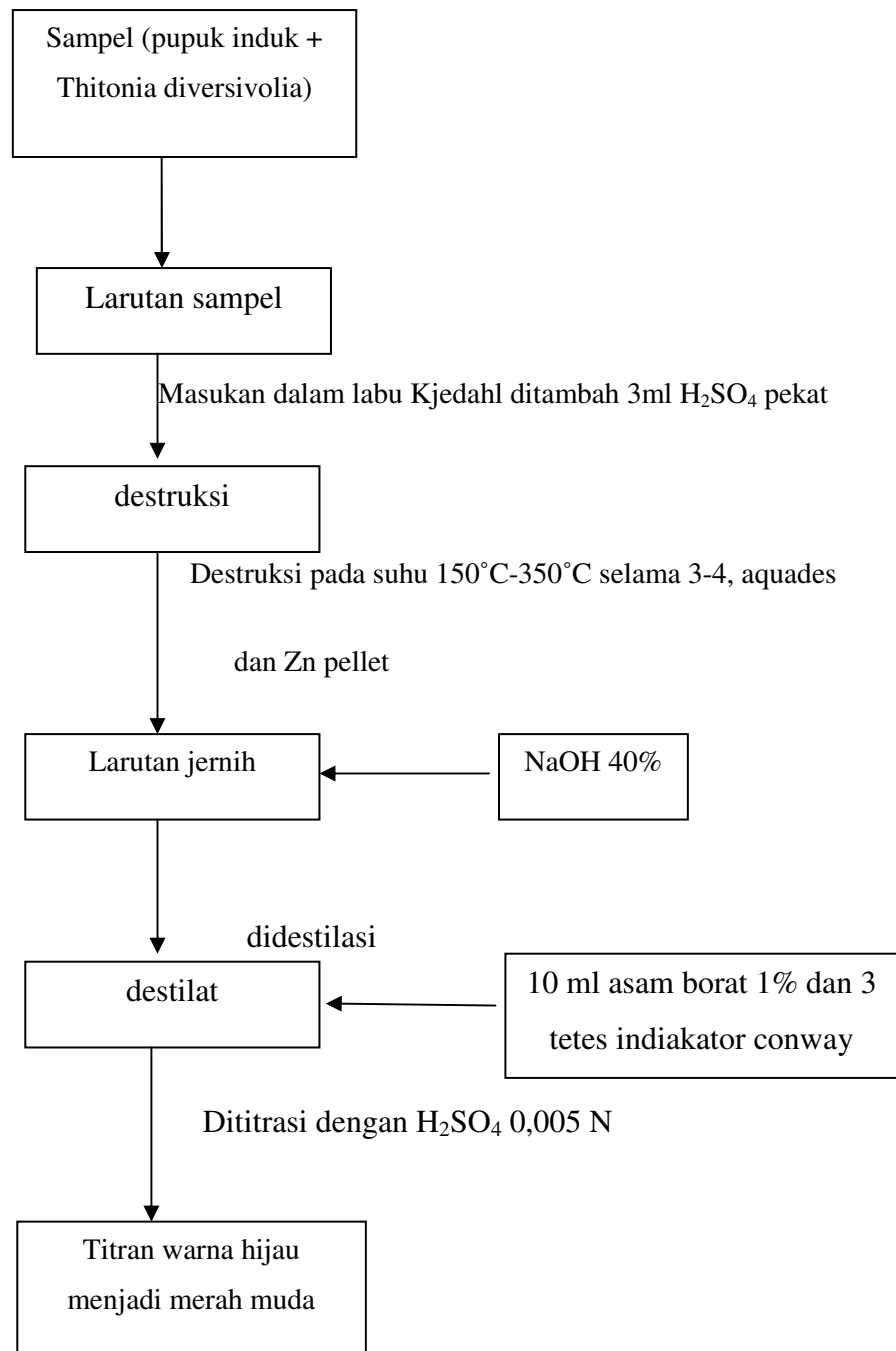 Sampel (pupuk induk +
Thitonia diversivolia)
Larutan sampel
Masukan dalam labu Kjedahl ditambah 3ml H₂SO₄ pekat
destruksi
Destruksi pada suhu 150˚C-350˚C selama 3-4, aquades
dan Zn pellet
Larutan jernih
NaOH 40%
didestilasi
destilat
10 ml asam borat 1% dan 3
tetes indiakator conway
Dititrasi dengan H₂SO₄ 0,005 N
Titran warna hijau
menjadi merah muda